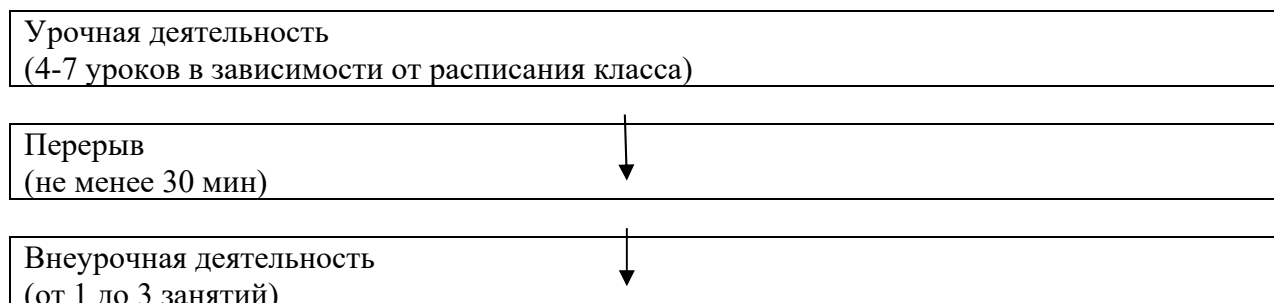 Урочная деятельность
(4-7 уроков в зависимости от расписания класса)
Перерыв
(не менее 30 мин)
Внеурочная деятельность
(от 1 до 3 занятий)